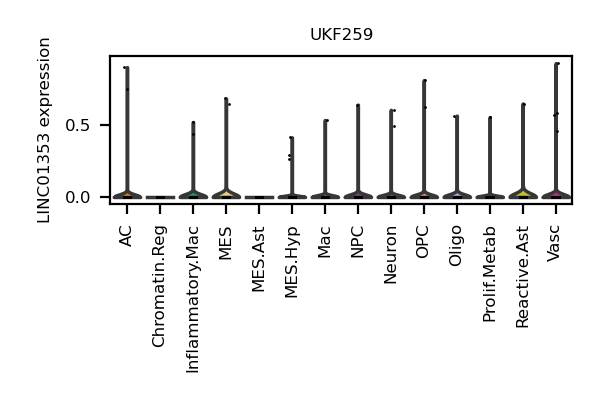 UKF259
LINC01353 expression
0.5
0.0
AC
Chromatin.Reg
Inflammatory.Mac
MES
MES.Ast
MES.Hyp
Mac
NPC
Neuron
OPC
Oligo
Prolif.Metab
Reactive.Ast
Vasc